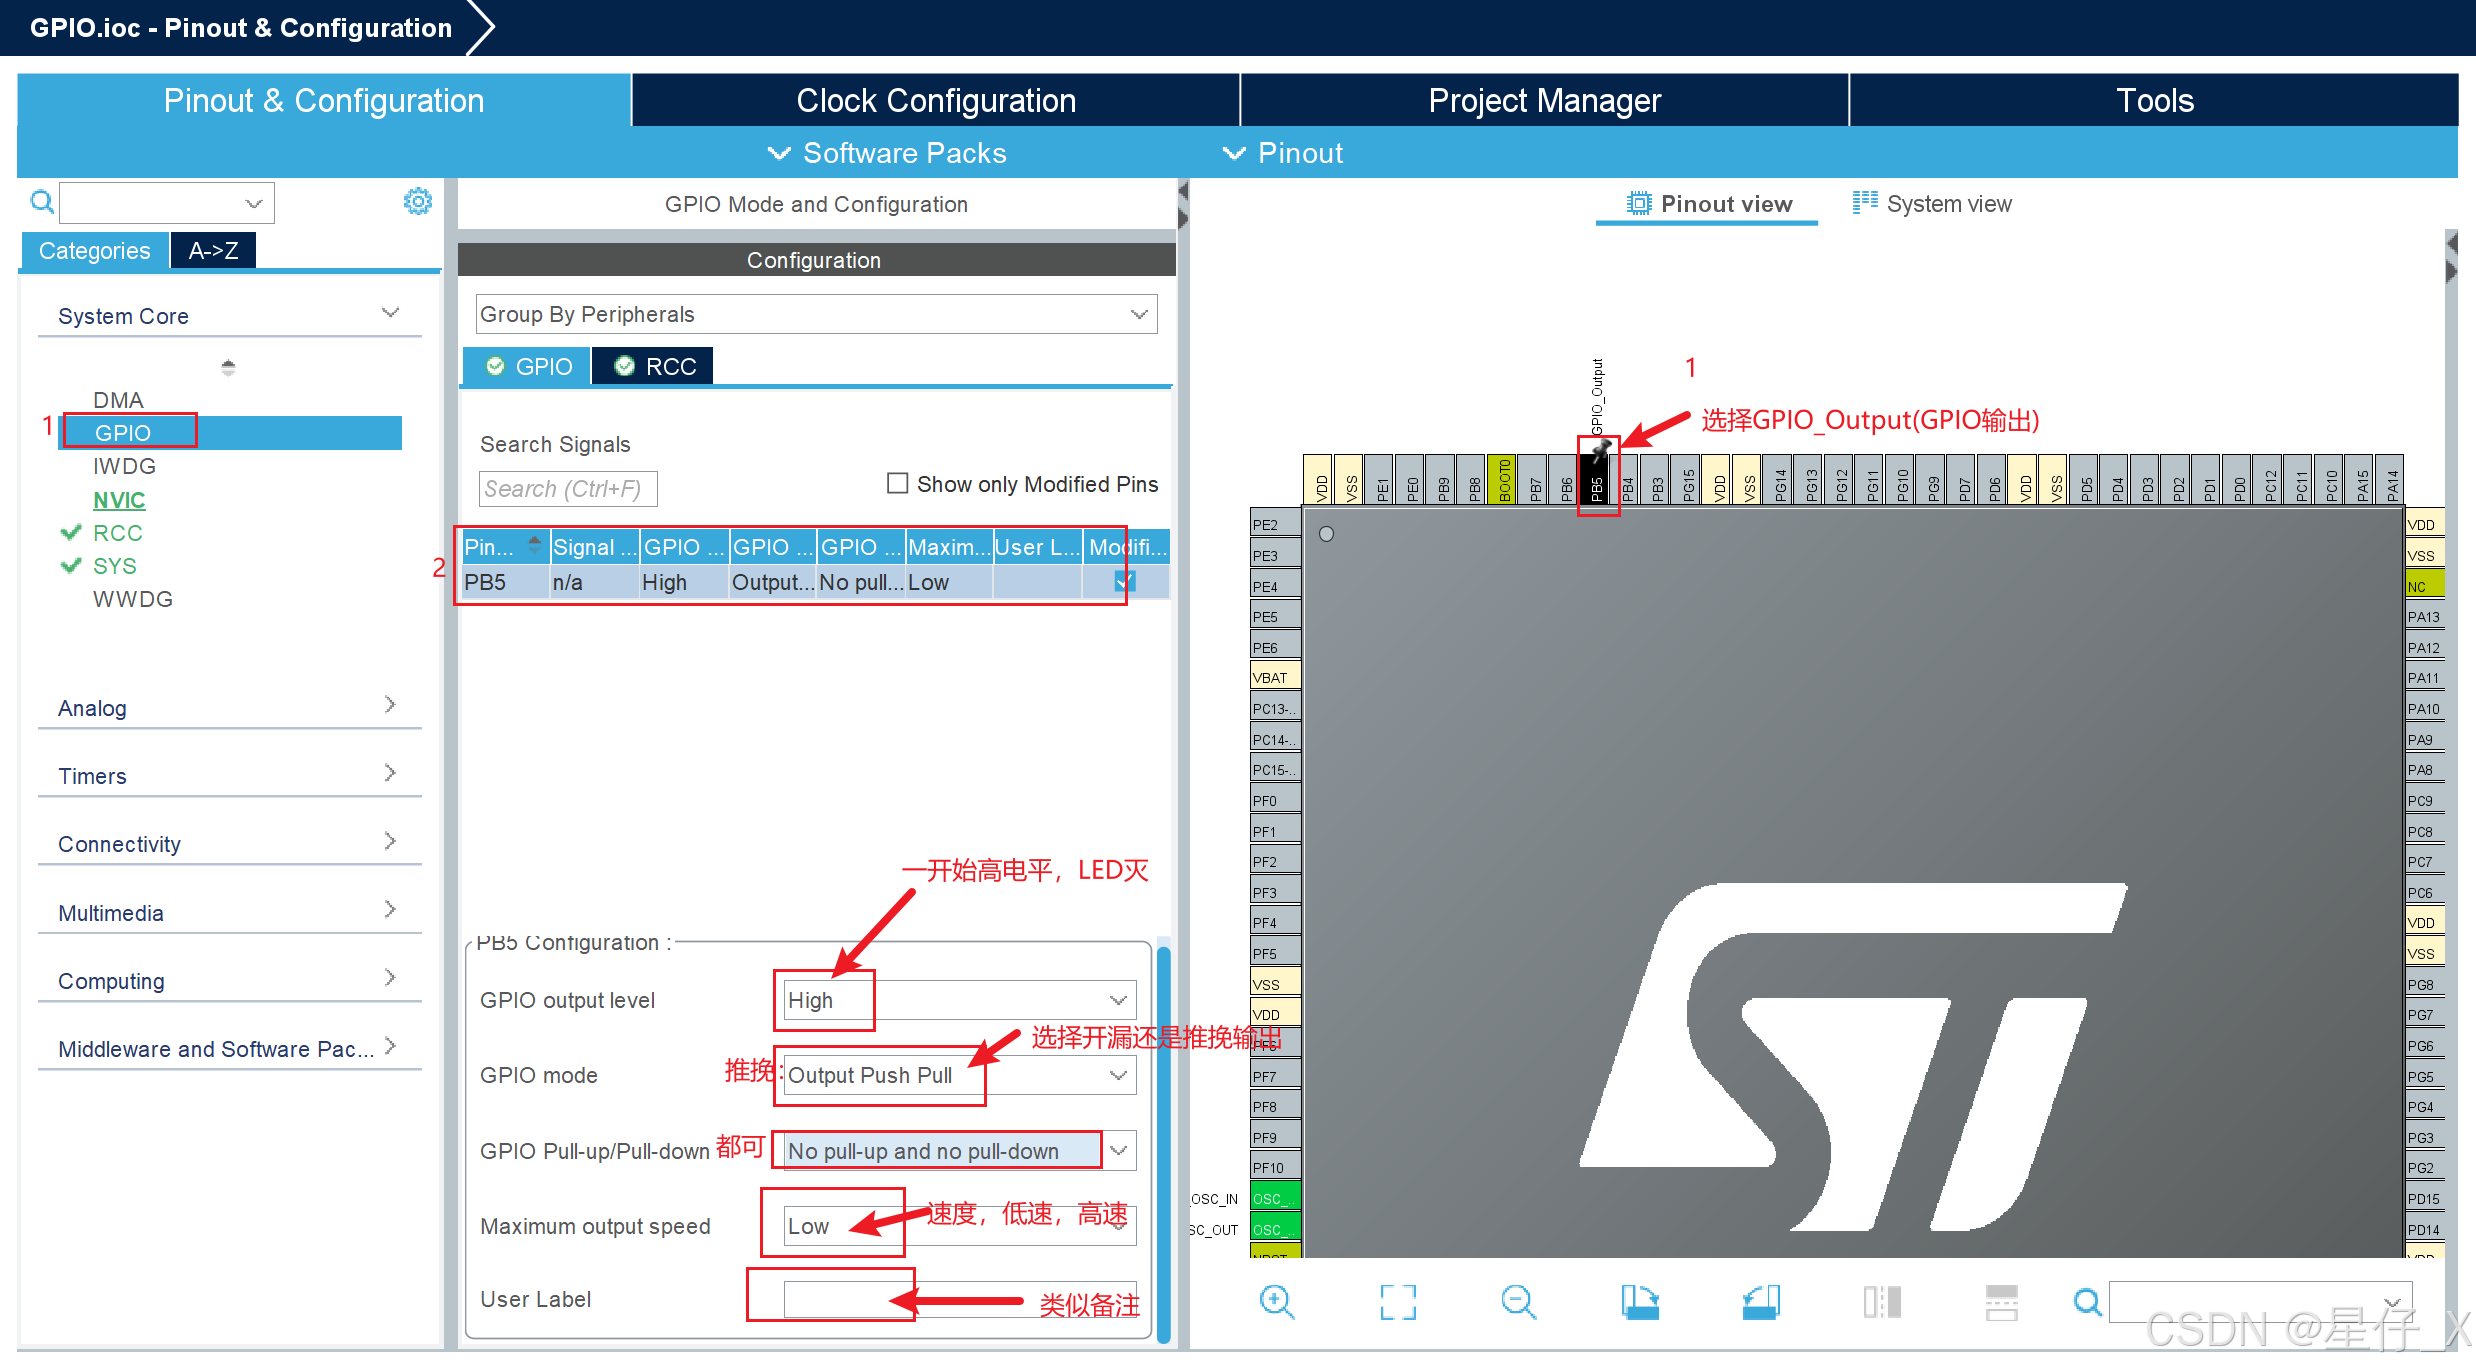 GPIO.ioc - Pinout & Configuration
Pinout & Configuration
Clock Configuration
Project Manager
Tools
Software Packs
Pinout
GPIO Mode and Configuration
Pinout view
System view
Categories
A->Z
Configuration
System Core
Group By Peripherals
GPIO
RCC
DMA
1
GPIO
IWDG
NVIC
RCC
SYS
WWDG
Search Signals
Search (Ctrl+F)
Show only Modified Pins
2
Pin...
Signal ...
GPIO ...
GPIO ...
GPIO ...
Maxim...
User L...
Modifi...
PB5
n/a
High
Output...
No pull...
Low
Analog
Timers
Connectivity
Multimedia
Computing
Middleware and Software Pac...
一开始高电平，LED灭
PB5 Configuration :
GPIO output level
High
选择开漏还是推挽输出
GPIO mode
推挽：
Output Push Pull
GPIO Pull-up/Pull-down
都可
No pull-up and no pull-down
Maximum output speed
Low
速度，低速，高速
User Label
类似备注
GPIO_Output
1
选择GPIO_Output(GPIO输出)
VDD
VSS
PE1
PE0
PB9
PB8
BOOT0
PB7
PB6
PB5
PB4
PB3
PG15
VDD
VSS
PG14
PG13
PG12
PG11
PG10
PG9
PD7
PD6
VDD
VSS
PD5
PD4
PD3
PD2
PD1
PD0
PC12
PC11
PC10
PA15
PA14
PE2
PE3
PE4
PE5
PE6
VBAT
PC13-..
PC14-..
PC15-..
PF0
PF1
PF2
PF3
PF4
PF5
VSS
VDD
PF6
PF7
PF8
PF9
PF10
OSC_IN
OSC_..
SC_OUT
OSC_..
VDD
VSS
NC
PA13
PA12
PA11
PA10
PA9
PA8
PC9
PC8
PC7
PC6
VDD
VSS
PG8
PG7
PG6
PG5
PG4
PG3
PG2
PD15
PD14
ST
CSDN @星仔_X